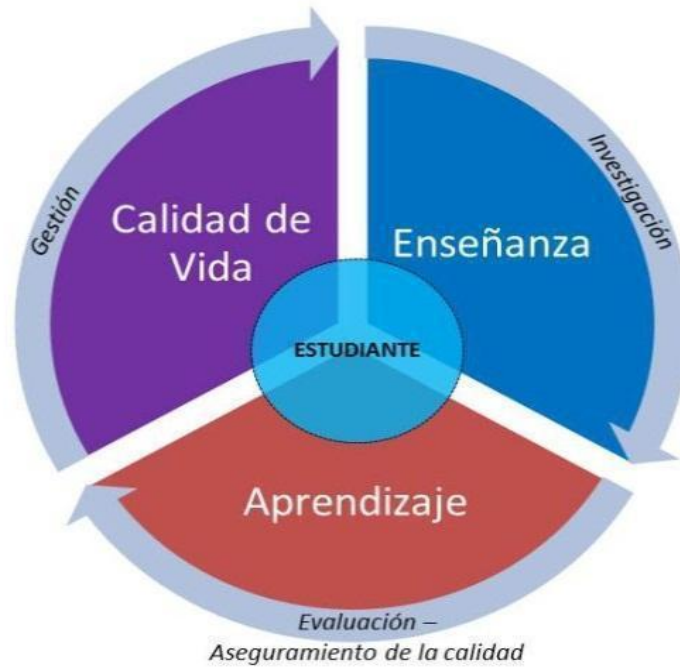 Gestión
Calidad de
Vida
Enseñanza
Investigación
ESTUDIANTE
Aprendizaje
Evaluación –
Aseguramiento de la calidad